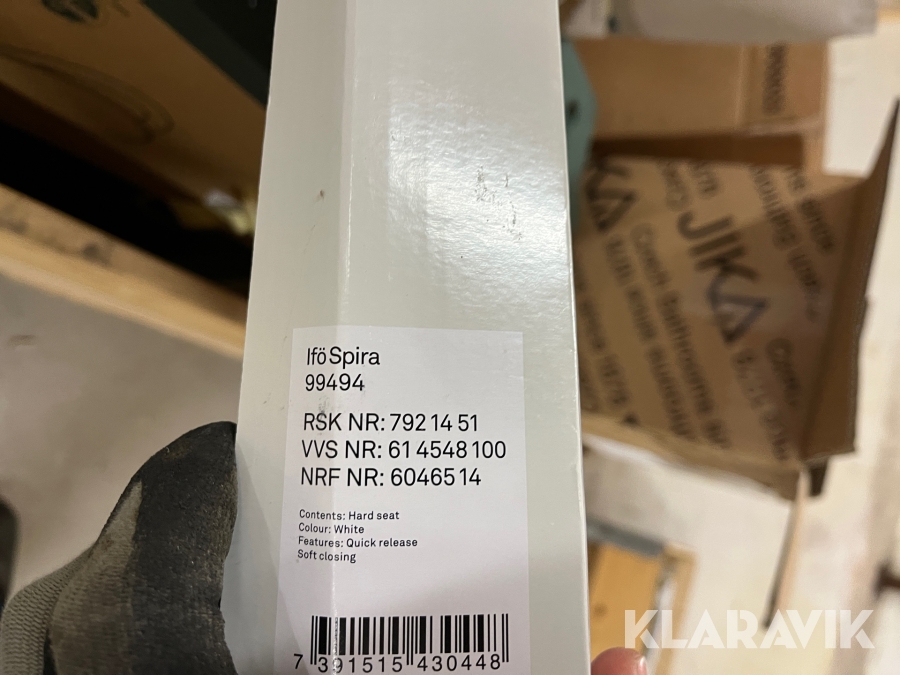 Ifö Spira
99494
RSK NR: 792 14 51
VVS NR: 61 4548 100
NRF NR: 6046514
Contents: Hard seat
Colour: White
Features: Quick release
Soft closing
7 391515 430448
JIKA
KLARAVIK